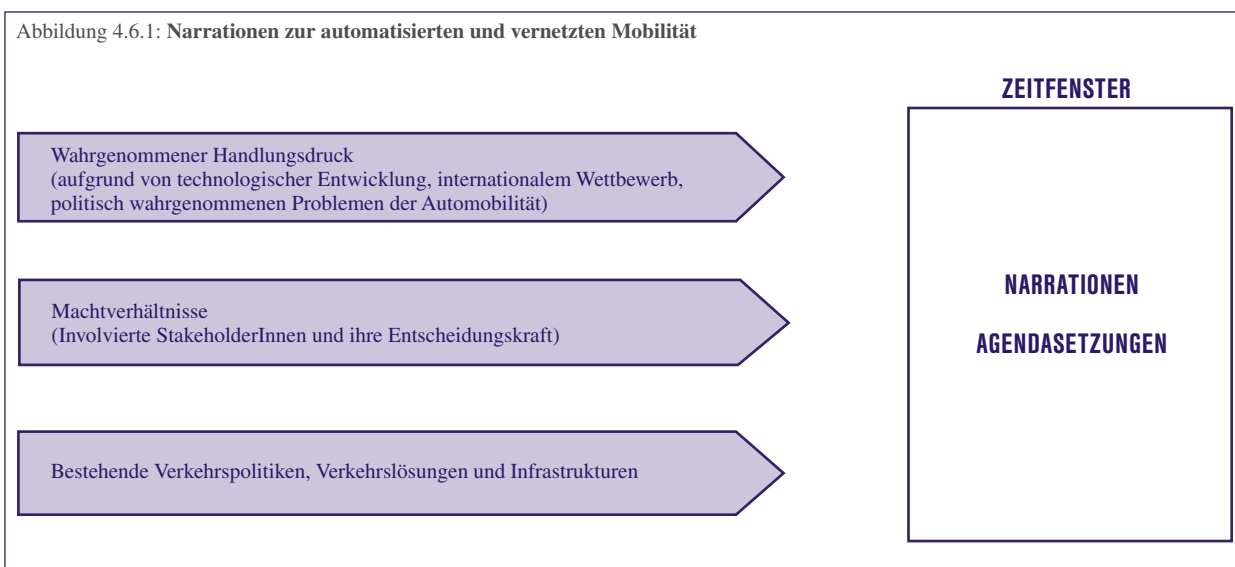 Abbildung 4.6.1: Narrationen zur automatisierten und vernetzten Mobilität
ZEITFENSTER
Wahrgenommener Handlungsdruck
(aufgrund von technologischer Entwicklung, internationalem Wettbewerb,
politisch wahrgenommenen Problemen der Automobilität)
Machtverhältnisse
(Involvierte StakeholderInnen und ihre Entscheidungskraft)
Bestehende Verkehrspolitiken, Verkehrslösungen und Infrastrukturen
NARRATIONEN
AGENDASETZUNGEN